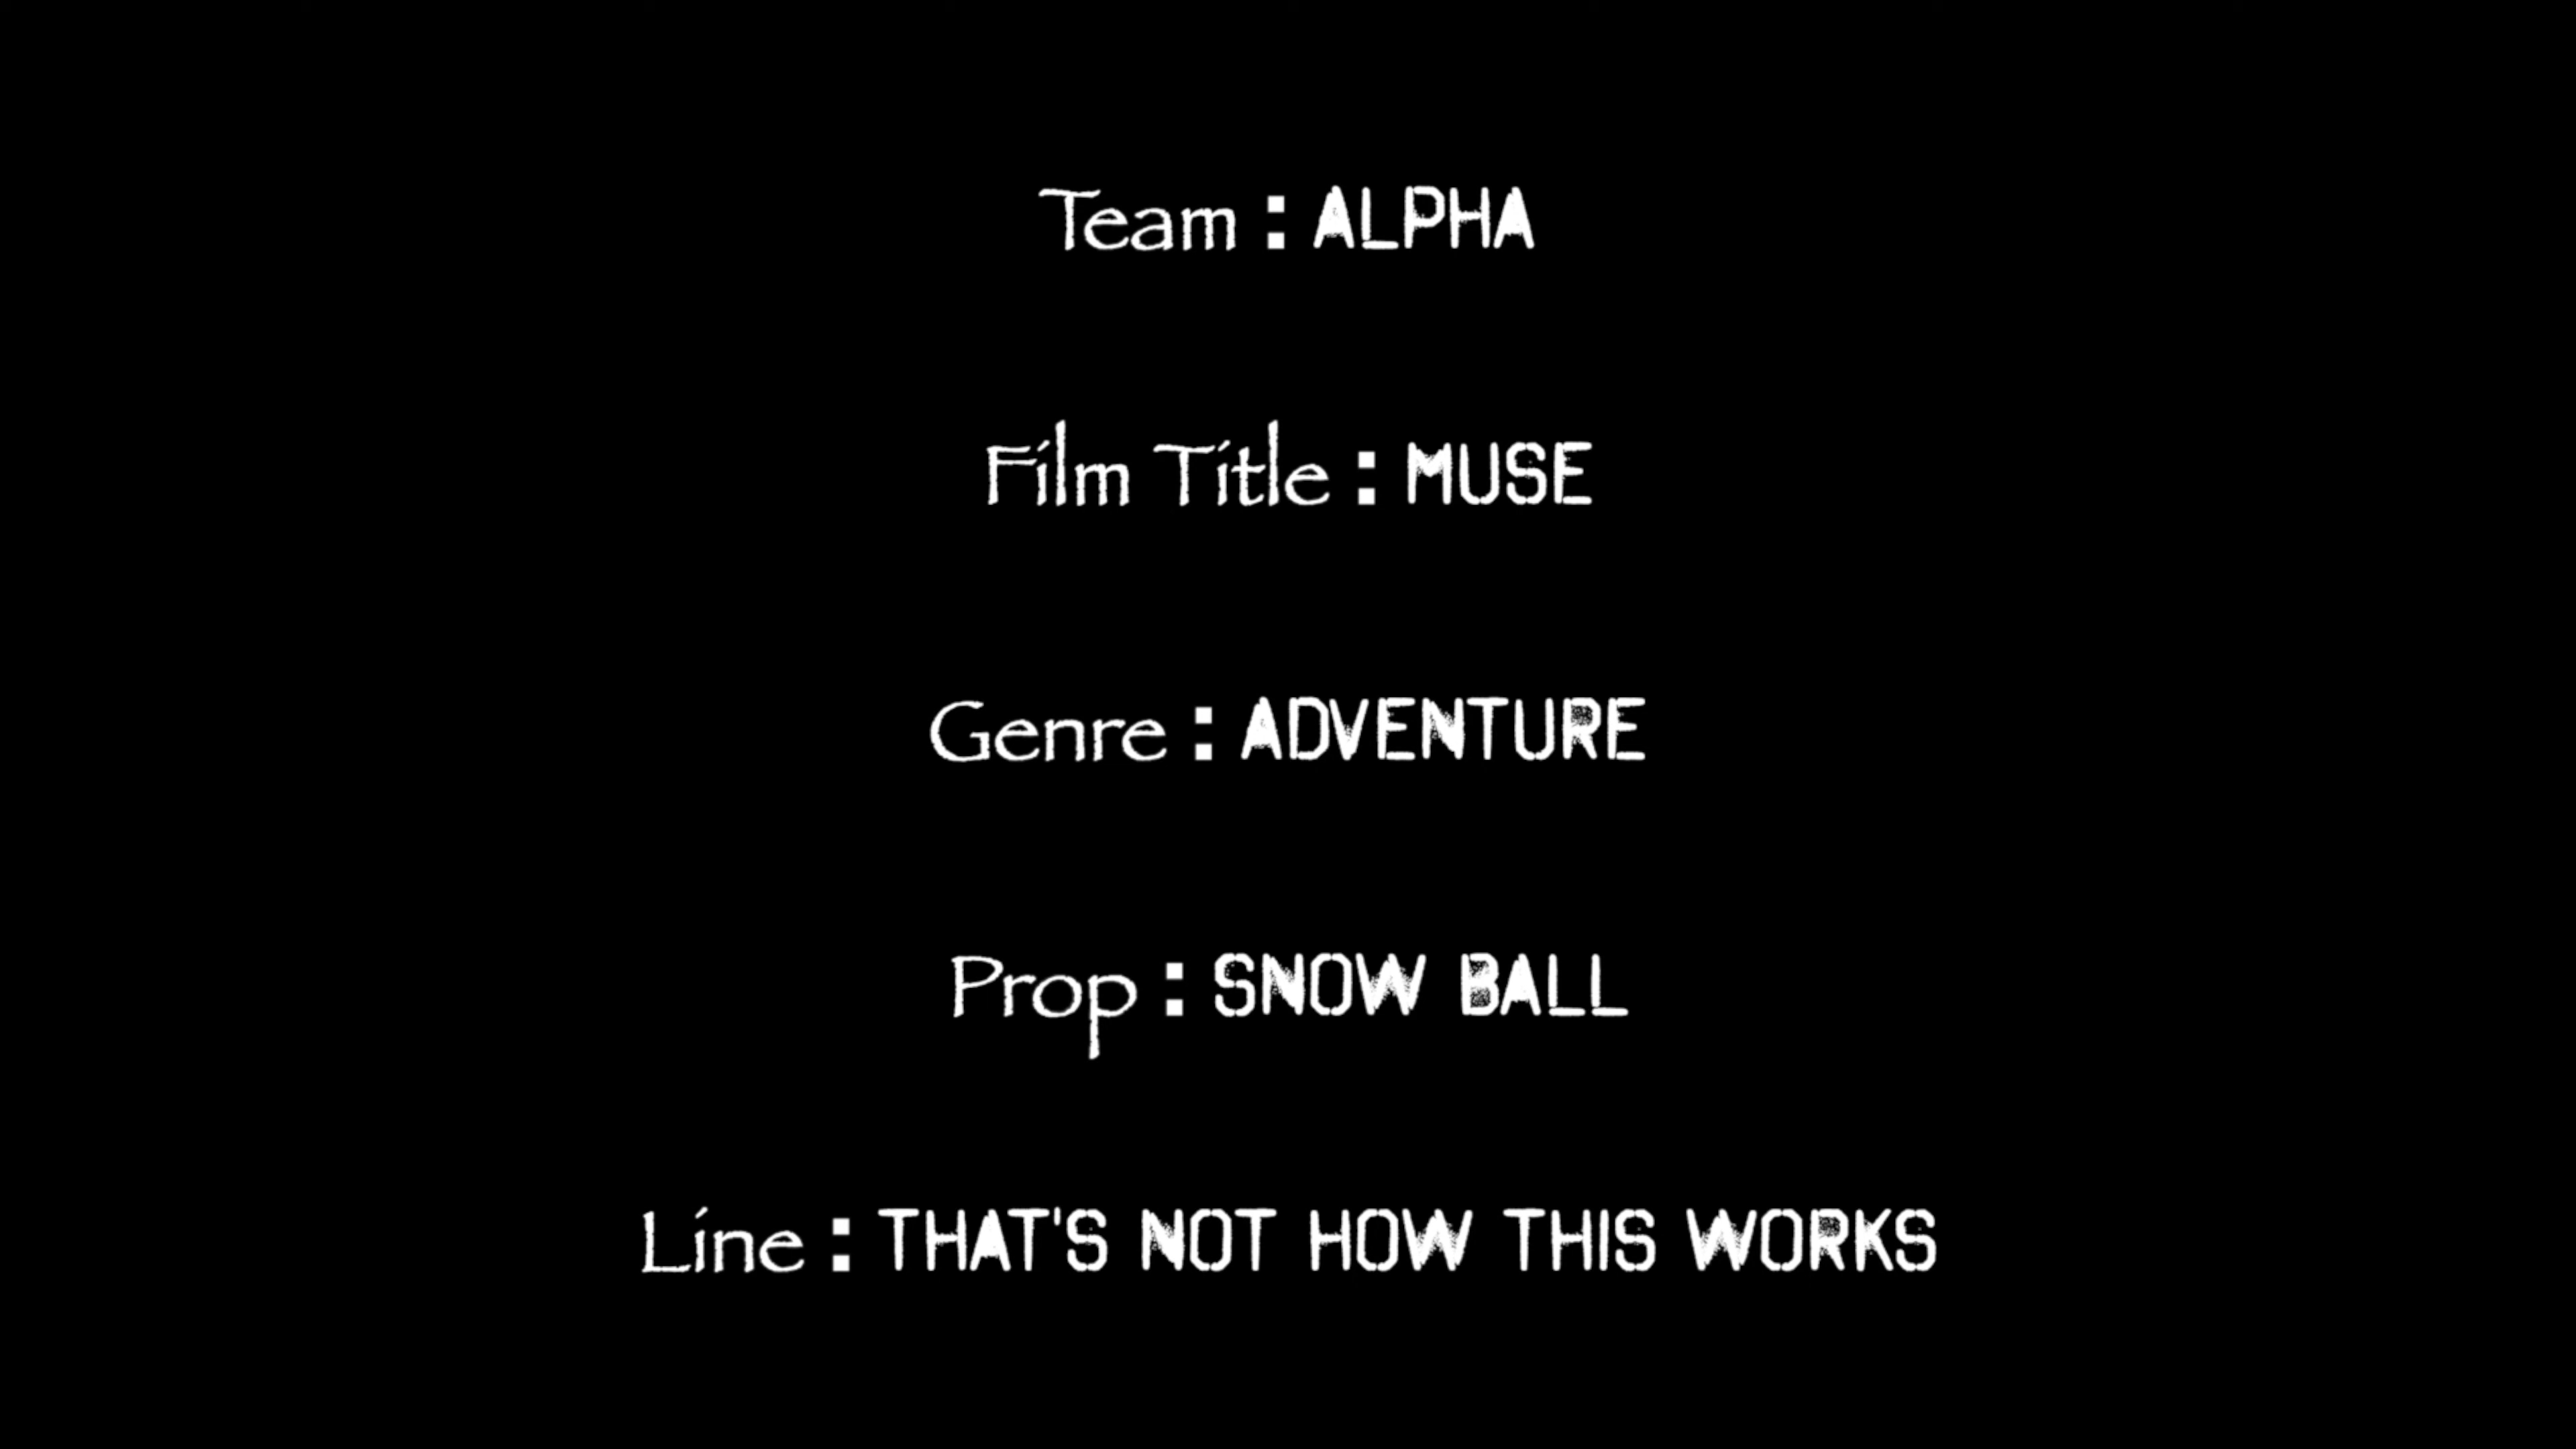 Team : ALPHA
Film Title : MUSE
Genre : ADVENTURE
Prop : SNOW BALL
Line : THAT'S NOT HOW THIS WORKS